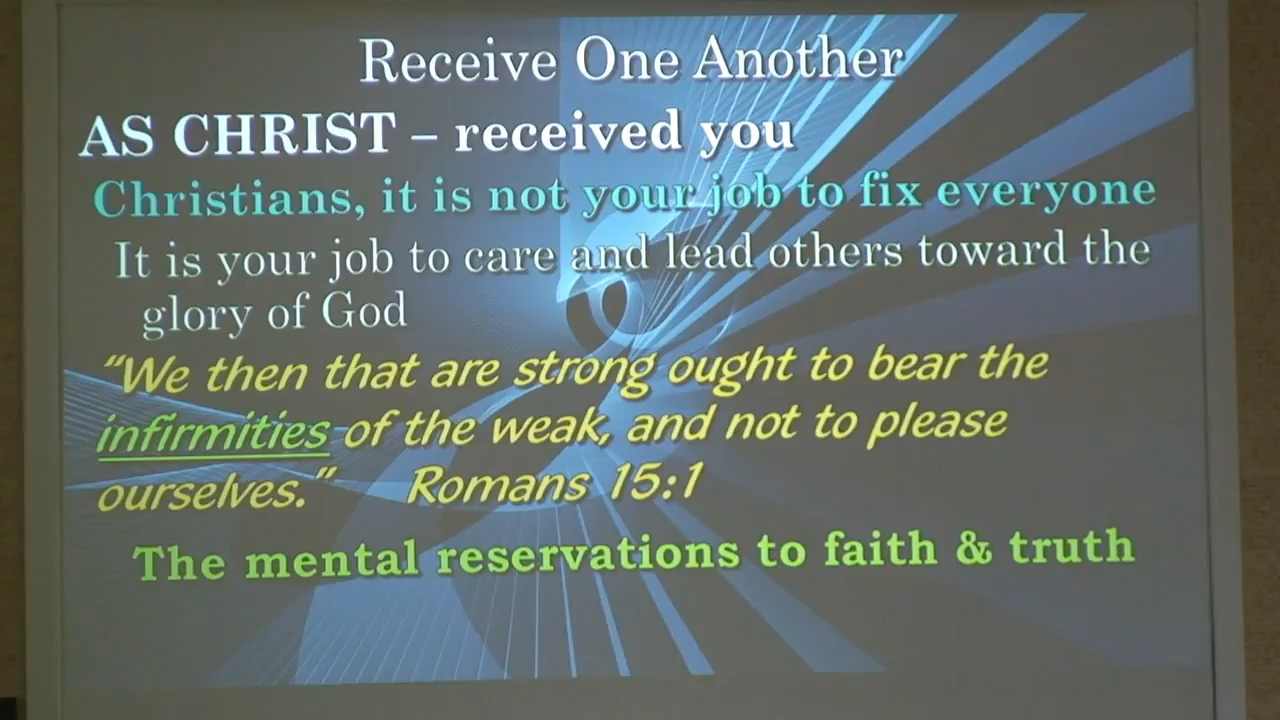 Receive One Another
AS CHRIST – received you
Christians, it is not your job to fix everyone
It is your job to care and lead others toward the
glory of God
“We then that are strong ought to bear the
infirmities of the weak, and not to please
ourselves.” Romans 15:1
The mental reservations to faith & truth